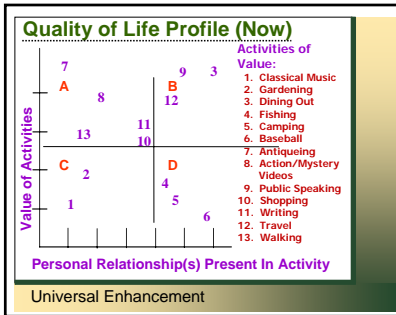 Quality of Life Profile (Now)
Activities of
Value:
1. Classical Music
2. Gardening
3. Dining Out
4. Fishing
5. Camping
6. Baseball
7. Antiqueing
8. Action/Mystery
Videos
9. Public Speaking
10. Shopping
11. Writing
12. Travel
13. Walking
Value of Activities
7
9 3
A B
8 12
11
13 10
C D
2 4
1 5
6
Personal Relationship(s) Present In Activity
Universal Enhancement